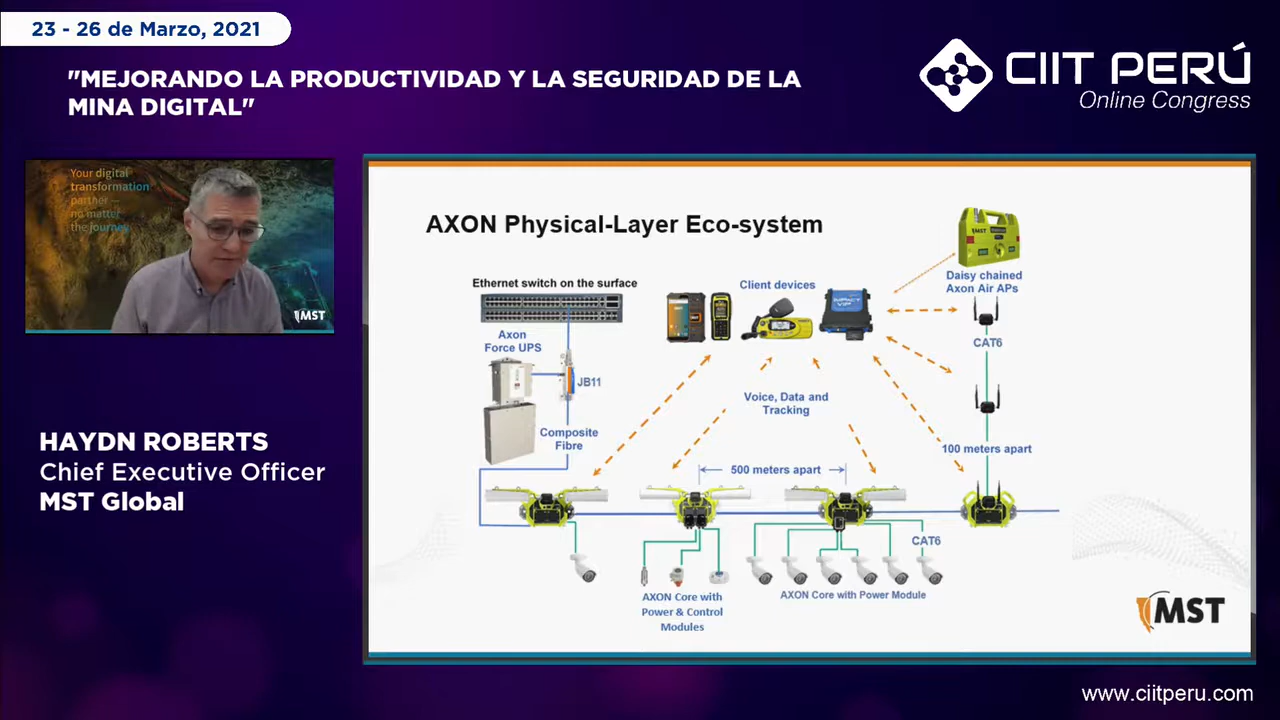 23 - 26 de Marzo, 2021
"MEJORANDO LA PRODUCTIVIDAD Y LA SEGURIDAD DE LA
MINA DIGITAL"
CIIT PERÚ
Online Congress
Your digital
transformation
partner —
no matter
the journey
MST
HAYDN ROBERTS
Chief Executive Officer
MST Global
AXON Physical-Layer Eco-system
Ethernet switch on the surface
Client devices
Daisy chained
Axon Air APs
Axon
Force UPS
JB11
CAT6
Composite
Fibre
Voice, Data and
Tracking
100 meters apart
500 meters apart
CAT6
AXON Core with
Power & Control
Modules
AXON Core with Power Module
MST
MST
IMPACT
www.ciitperu.com